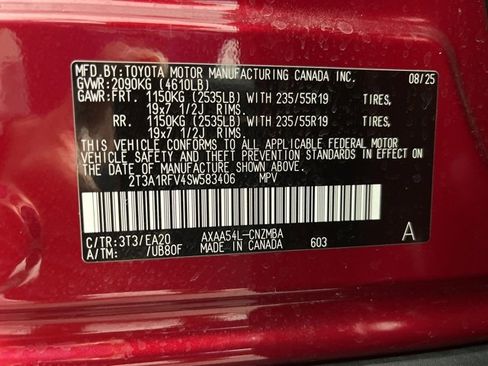 MFD.BY:TOYOTA MOTOR MANUFACTURING CANADA INC. 08/25
GVWR:2090KG (4610LB)
GAWR:FRT. 1150KG (2535LB) WITH 235/55R19 TIRES,
19x7 1/2J RIMS.
RR. 1150KG (2535LB) WITH 235/55R19 TIRES,
19x7 1/2J RIMS.
THIS VEHICLE CONFORMS TO ALL APPLICABLE FEDERAL MOTOR
VEHICLE SAFETY AND THEFT PREVENTION STANDARDS IN EFFECT ON
THE DATE OF MANUFACTURE SHOWN ABOVE.
2T3A1RFV4SW583406 MPV
C/TR:3T3/EA20 AXAA54L-CNZMBA A
A/TM: /UB80F MADE IN CANADA 603